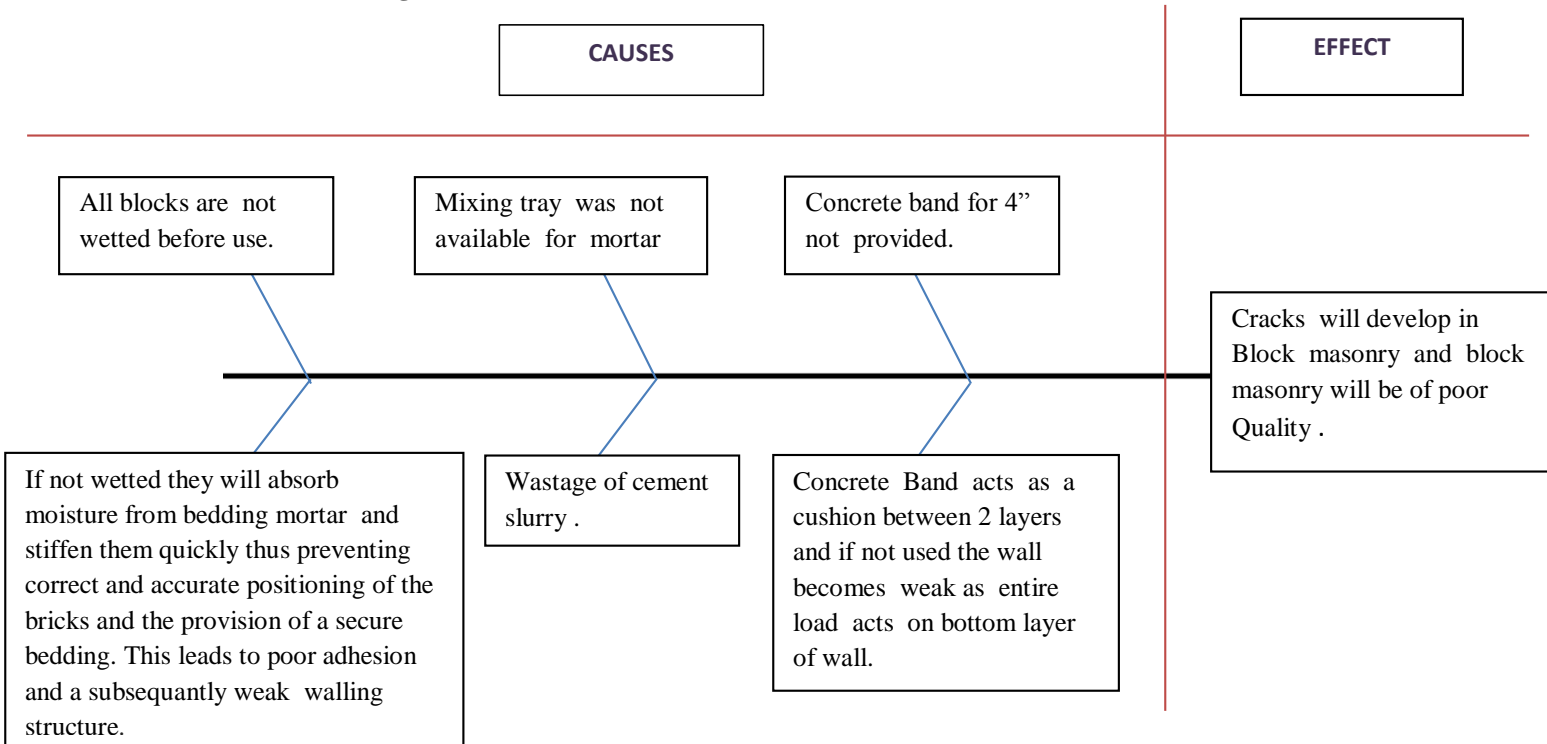 CAUSES
EFFECT
All blocks are not
wetted before use.
Mixing tray was not
available for mortar
Concrete band for 4”
not provided.
Cracks will develop in
Block masonry and block
masonry will be of poor
Quality .
If not wetted they will absorb
moisture from bedding mortar and
stiffen them quickly thus preventing
correct and accurate positioning of the
bricks and the provision of a secure
bedding. This leads to poor adhesion
and a subsequantly weak walling
structure.
Wastage of cement
slurry .
Concrete Band acts as a
cushion between 2 layers
and if not used the wall
becomes weak as entire
load acts on bottom layer
of wall.